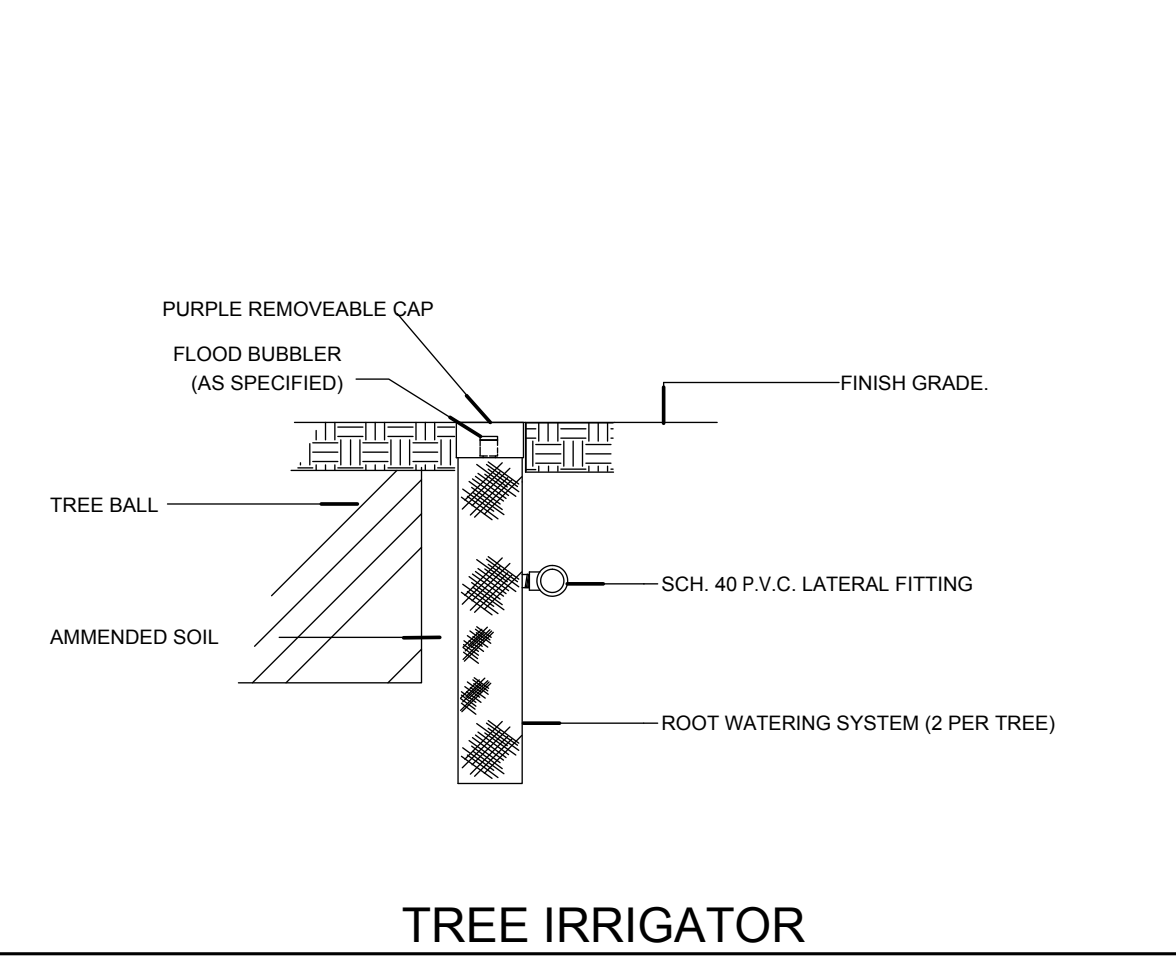 PURPLE REMOVEABLE CAP
FLOOD BUBBLER
(AS SPECIFIED)
FINISH GRADE.
TREE BALL
SCH. 40 P.V.C. LATERAL FITTING
AMMENDED SOIL
ROOT WATERING SYSTEM (2 PER TREE)
TREE IRRIGATOR